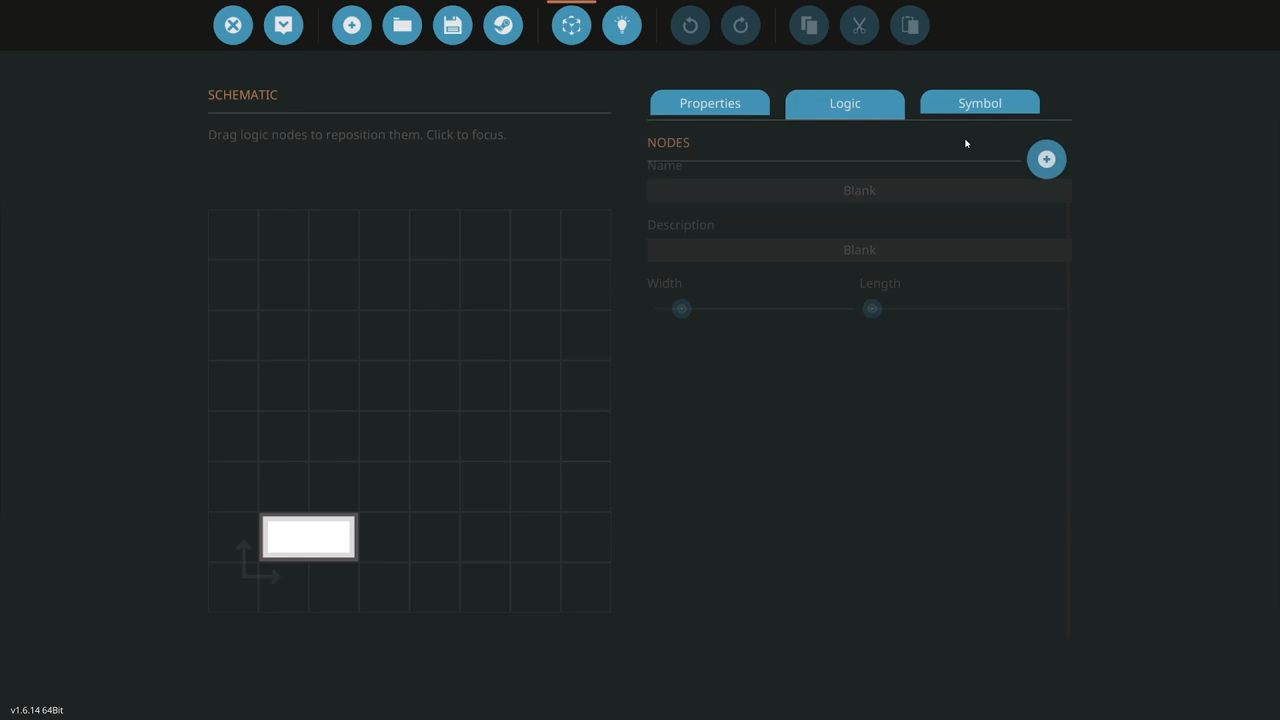 SCHEMATIC
Drag logic nodes to reposition them. Click to focus.
Properties
Logic
Symbol
NODES
Name
Blank
Description
Blank
Width
Length
v1.6.14 64Bit